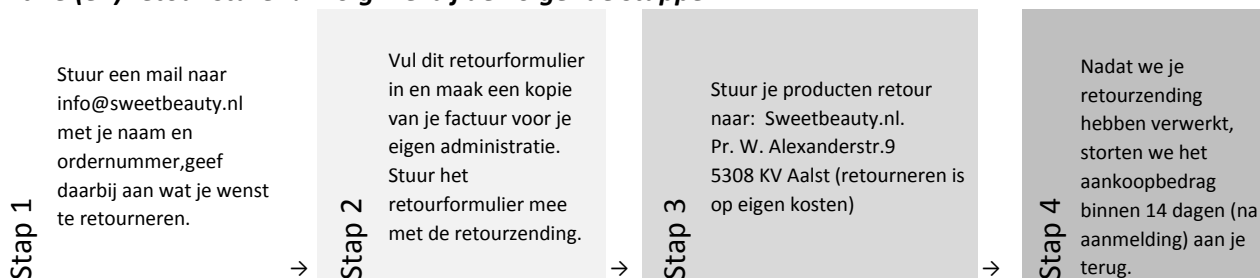 Stap 1
Stuur een mail naar
info@sweetbeauty.nl
met je naam en
ordernummer,geef
daarbij aan wat je wenst
te retourneren.
→
Stap 2
Vul dit retourformulier
in en maak een kopie
van je factuur voor je
eigen administratie.
Stuur het
retourformulier mee
met de retourzending.
→
Stap 3
Stuur je producten retour
naar: Sweetbeauty.nl.
Pr. W. Alexanderstr.9
5308 KV Aalst (retourneren is
op eigen kosten)
→
Stap 4
Nadat we je
retourzending
hebben verwerkt,
storten we het
aankoopbedrag
binnen 14 dagen (na
aanmelding) aan je
terug.